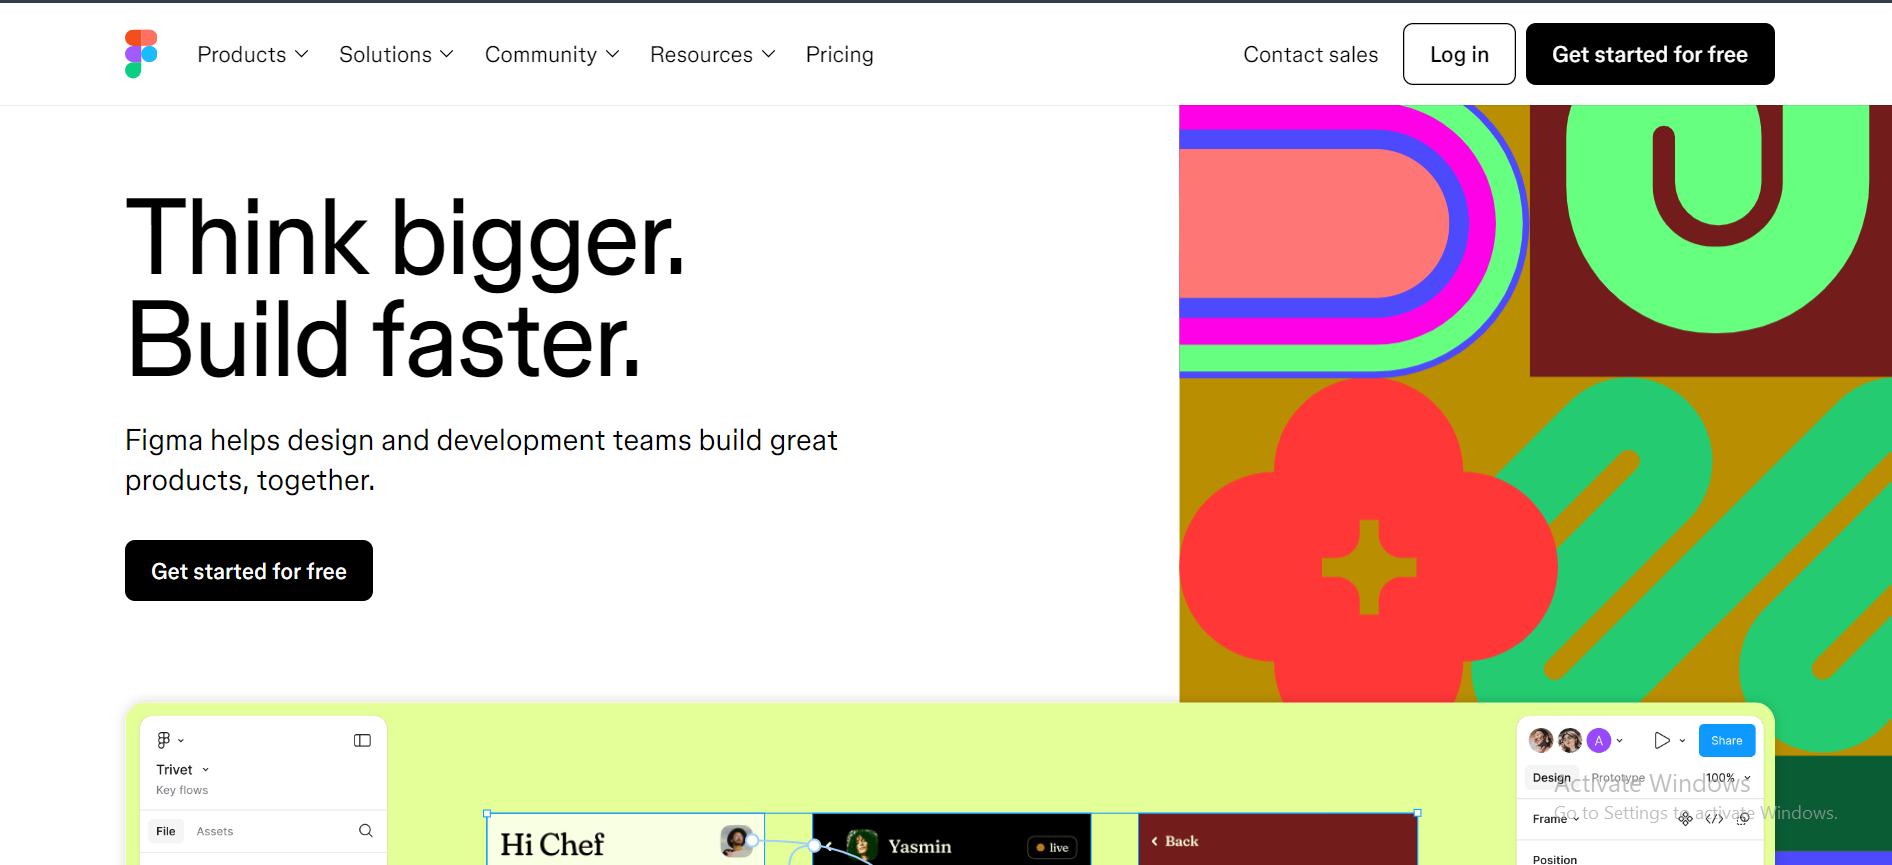 Products Solutions Community Resources Pricing
Contact sales Log in Get started for free
Think bigger.
Build faster.
Figma helps design and development teams build great
products, together.
Get started for free
Trivet
Key flows
File Assets
Hi Chef
Yasmin
live
Back
A
Share
Design Prototype 100%
Activate Windows
Go to Settings to activate Windows.
Frame
Position